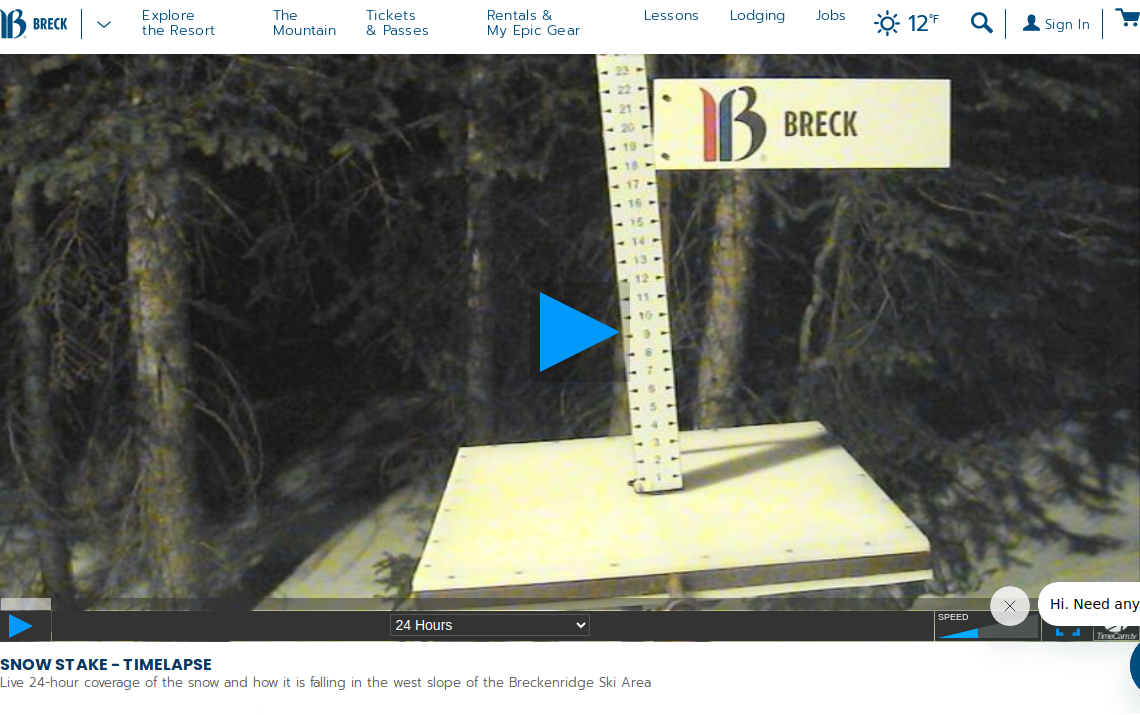 BRECK
Explore
the Resort
The
Mountain
Tickets
& Passes
Rentals &
My Epic Gear
Lessons
Lodging
Jobs
12°F
Sign In
23
22
21
20
19
18
17
16
15
14
13
12
11
10
9
8
7
6
5
4
3
2
1
B BRECK
24 Hours
SPEED
Hi. Need any
TimeCam.tv
SNOW STAKE - TIMELAPSE
Live 24-hour coverage of the snow and how it is falling in the west slope of the Breckenridge Ski Area